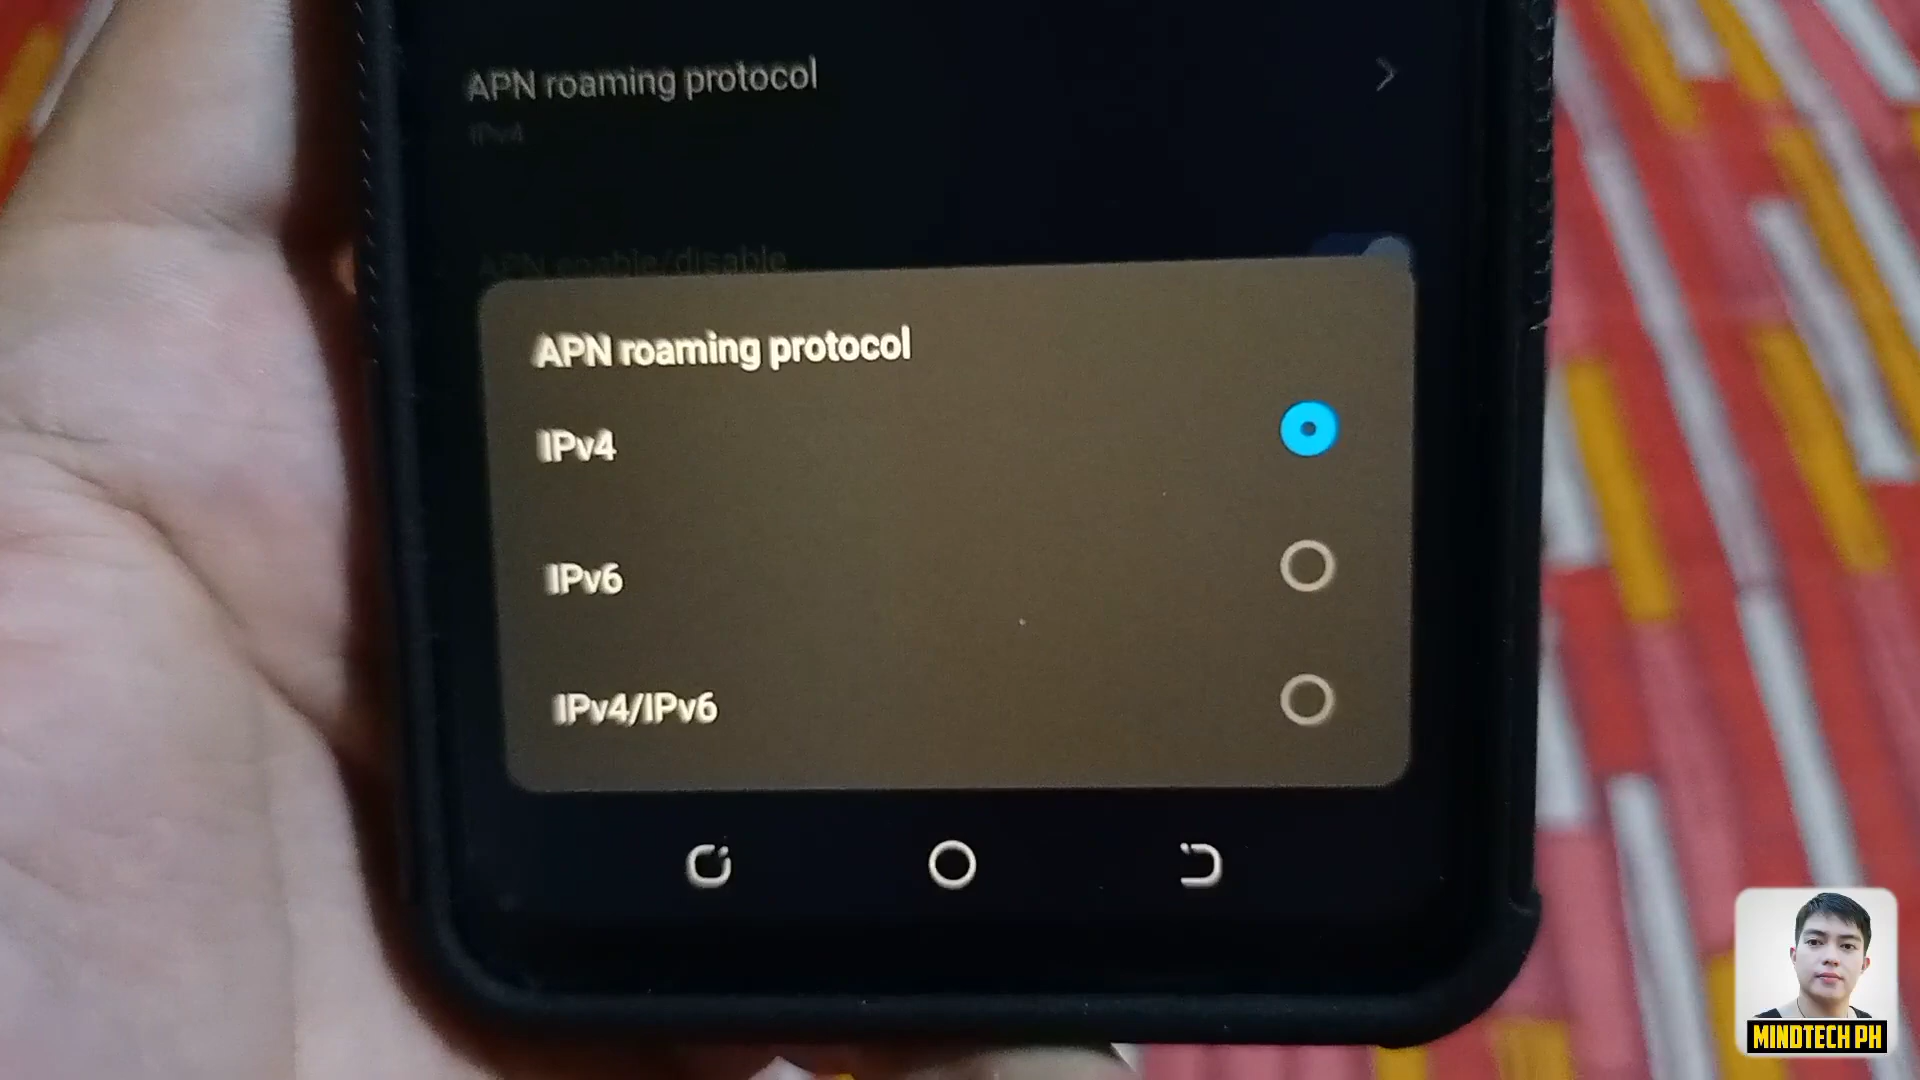 APN roaming protocol
IPv4
APN enable/disable
APN roaming protocol
IPv4
IPv6
IPv4/IPv6
MINDTECH PH